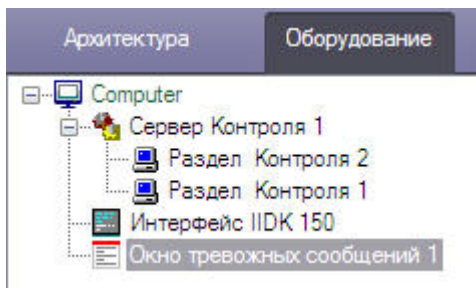 Архитектура Оборудование
Computer
Сервер Контроля 1
Раздел Контроля 2
Раздел Контроля 1
Интерфейс IIDK 150
Окно тревожных сообщений 1